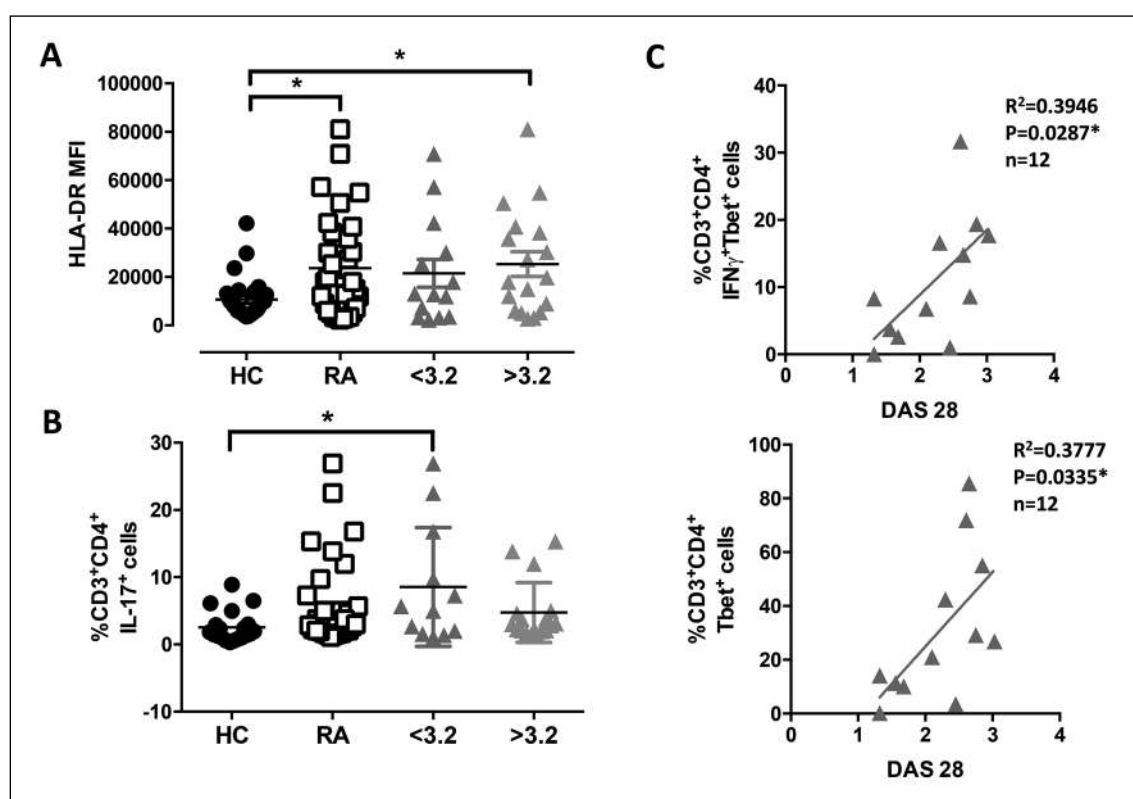 A
HLA-DR MFI
100000
80000
60000
40000
20000
0
*
*
HC RA <3.2 >3.2
B
%CD3⁺CD4⁺
IL-17⁺ cells
30
20
10
0
-10
*
HC RA <3.2 >3.2
C
%CD3⁺CD4⁺
IFNγ⁺Tbet⁺ cells
40
30
20
10
0
R²=0.3946
P=0.0287*
n=12
0 1 2 3 4
DAS 28
%CD3⁺CD4⁺
Tbet⁺ cells
100
80
60
40
20
0
R²=0.3777
P=0.0335*
n=12
0 1 2 3 4
DAS 28